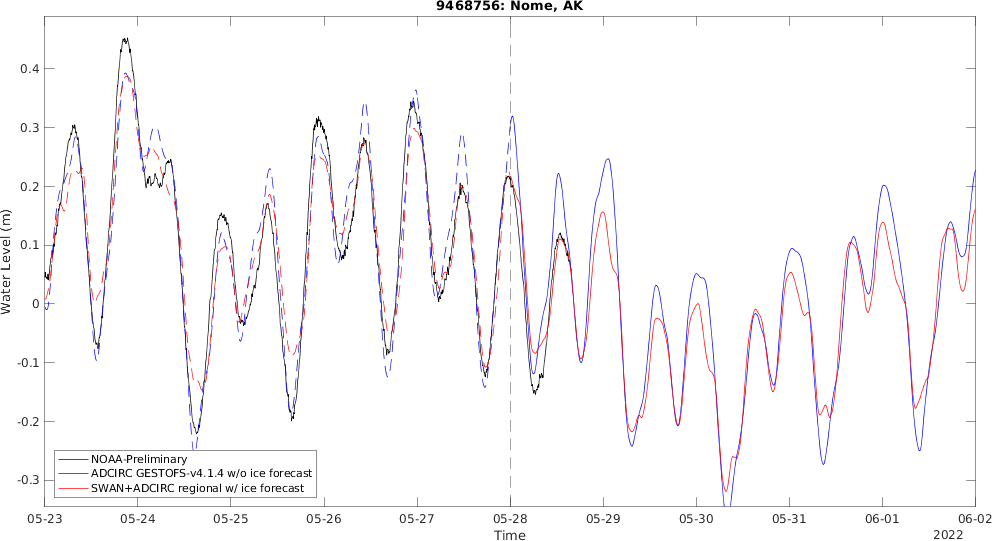 9468756: Nome, AK
0.4
0.3
0.2
0.1
0
-0.1
-0.2
-0.3
Water Level (m)
NOAA-Preliminary
ADCIRC GESTOFS-v4.1.4 w/o ice forecast
SWAN+ADCIRC regional w/ ice forecast
05-23 05-24 05-25 05-26 05-27 05-28 05-29 05-30 05-31 06-01 06-02
Time
2022